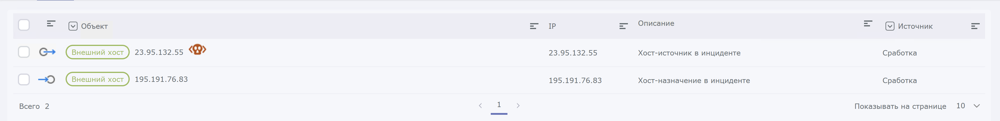 Объект IP Описание Источник
Внешний хост 23.95.132.55 23.95.132.55 Хост-источник в инциденте Сработка
Внешний хост 195.191.76.83 195.191.76.83 Хост-назначение в инциденте Сработка
Всего 2 1 Показывать на странице 10